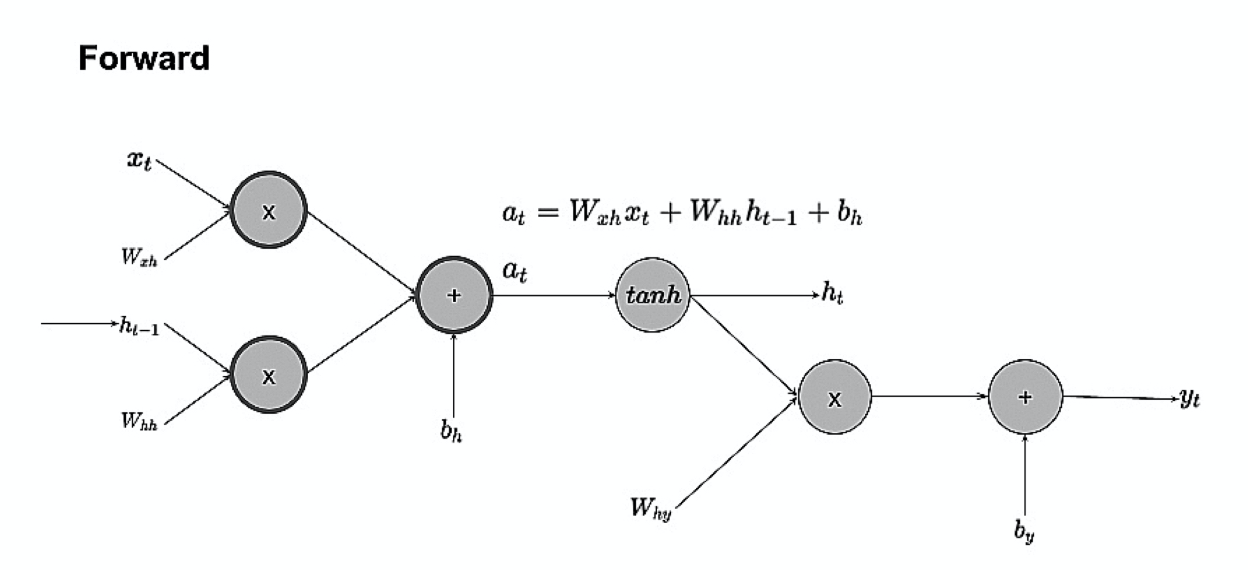 Forward
x_t
x
W_{xh}
a_t = W_{xh}x_t + W_{hh}h_{t-1} + b_h
a_t
+
tanh
h_t
h_{t-1}
x
W_{hh}
b_h
x
+
y_t
W_{hy}
b_y